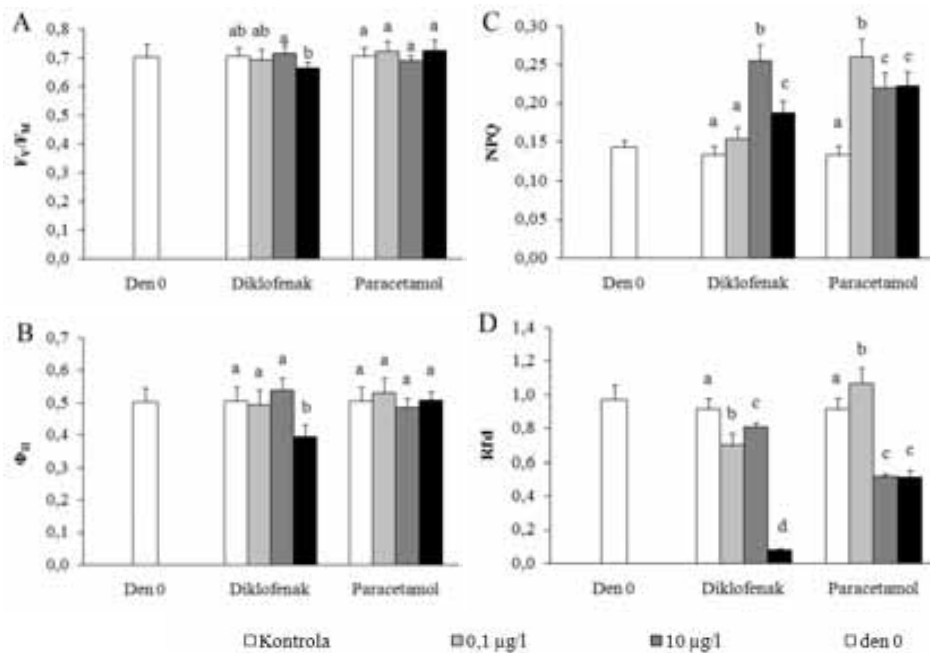 A
0,8
0,7
0,6
0,5
0,4
0,3
0,2
0,1
0,0
F_V/F_M
ab ab a b
a a a a
Den 0 Diklofenak Paracetamol
C
0,30
0,25
0,20
0,15
0,10
0,05
0,00
NPQ
a a b c
a b c c
Den 0 Diklofenak Paracetamol
B
0,7
0,6
0,5
0,4
0,3
0,2
0,1
0,0
Φ_II
a a a b
a a a a
Den 0 Diklofenak Paracetamol
D
1,4
1,2
1,0
0,8
0,6
0,4
0,2
0,0
Rfd
a b c d
a b c c
Den 0 Diklofenak Paracetamol
Kontrola 0,1 µg/l 10 µg/l den 0